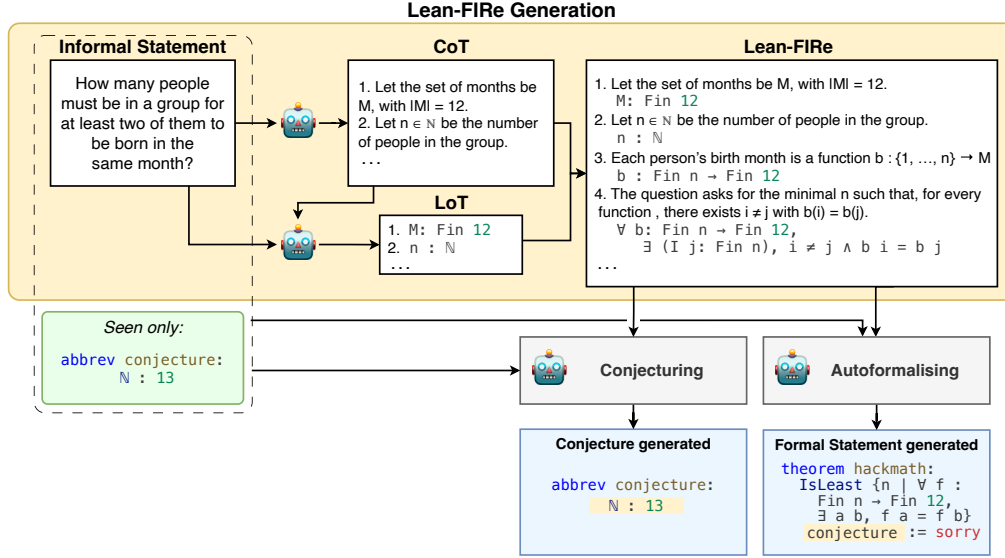 Lean-FIRe Generation
Informal Statement
How many people
must be in a group for
at least two of them to
be born in the
same month?
CoT
1. Let the set of months be
M, with |M| = 12.
2. Let n ∈ ℕ be the number
of people in the group.
...
LoT
1. M: Fin 12
2. n : ℕ
...
Lean-FIRe
1. Let the set of months be M, with |M| = 12.
M: Fin 12
2. Let n ∈ ℕ be the number of people in the group.
n : ℕ
3. Each person's birth month is a function b : {1, ..., n} → M
b : Fin n → Fin 12
4. The question asks for the minimal n such that, for every
function , there exists i ≠ j with b(i) = b(j).
∀ b: Fin n → Fin 12,
∃ (I j: Fin n), i ≠ j ∧ b i = b j
...
Seen only:
abbrev conjecture:
ℕ : 13
Conjecturing
Autoformalising
Conjecture generated
abbrev conjecture:
ℕ : 13
Formal Statement generated
theorem hackmath:
IsLeast {n | ∀ f :
Fin n → Fin 12,
∃ a b, f a = f b}
conjecture := sorry